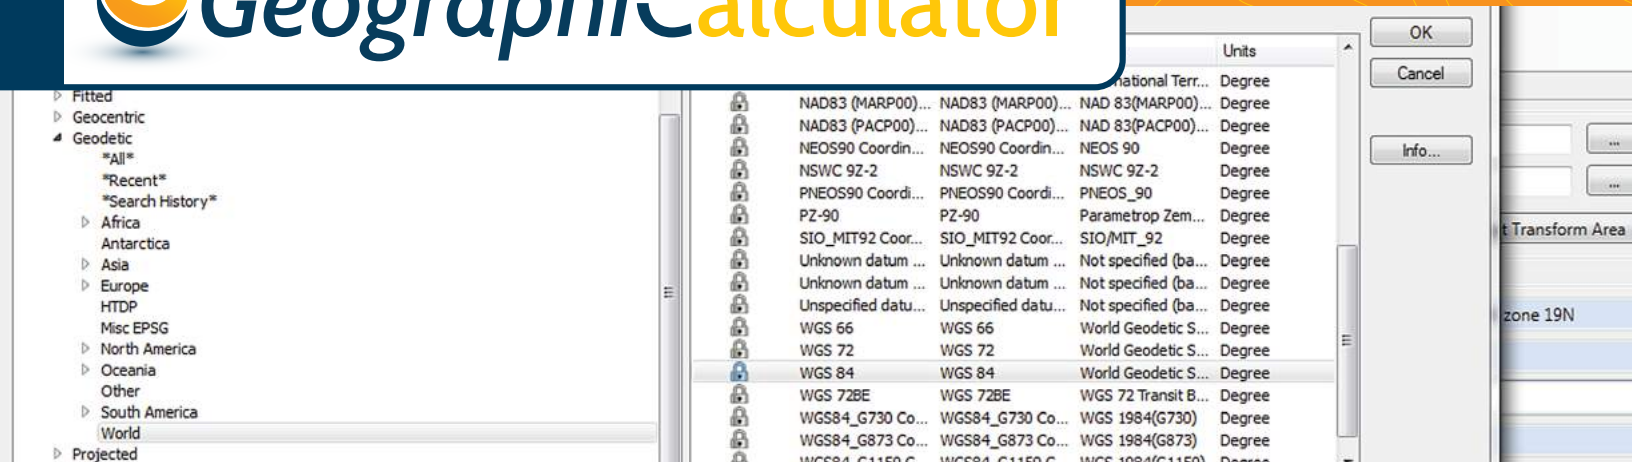 GeographiCalculator
Units
OK
Cancel
Info...
Fitted
Geocentric
Geodetic
*All*
*Recent*
*Search History*
Africa
Antarctica
Asia
Europe
HTDP
Misc EPSG
North America
Oceania
Other
South America
World
Projected
national Terr... Degree
NAD83 (MARP00)... NAD83 (MARP00)... NAD 83(MARP00)... Degree
NAD83 (PACP00)... NAD83 (PACP00)... NAD 83(PACP00)... Degree
NEOS90 Coordin... NEOS90 Coordin... NEOS 90 Degree
NSWC 9Z-2 NSWC 9Z-2 NSWC 9Z-2 Degree
PNEOS90 Coordi... PNEOS90 Coordi... PNEOS_90 Degree
PZ-90 PZ-90 Parametrop Zem... Degree
SIO_MIT92 Coor... SIO_MIT92 Coor... SIO/MIT_92 Degree
Unknown datum ... Unknown datum ... Not specified (ba... Degree
Unknown datum ... Unknown datum ... Not specified (ba... Degree
Unspecified datu... Unspecified datu... Not specified (ba... Degree
WGS 66 WGS 66 World Geodetic S... Degree
WGS 72 WGS 72 World Geodetic S... Degree
WGS 84 WGS 84 World Geodetic S... Degree
WGS 72BE WGS 72BE WGS 72 Transit B... Degree
WGS84_G730 Co... WGS84_G730 Co... WGS 1984(G730) Degree
WGS84_G873 Co... WGS84_G873 Co... WGS 1984(G873) Degree
WGS84_G1150 C... WGS84_G1150 C... WGS 1984(G1150) Degree
...
...
t Transform Area
zone 19N